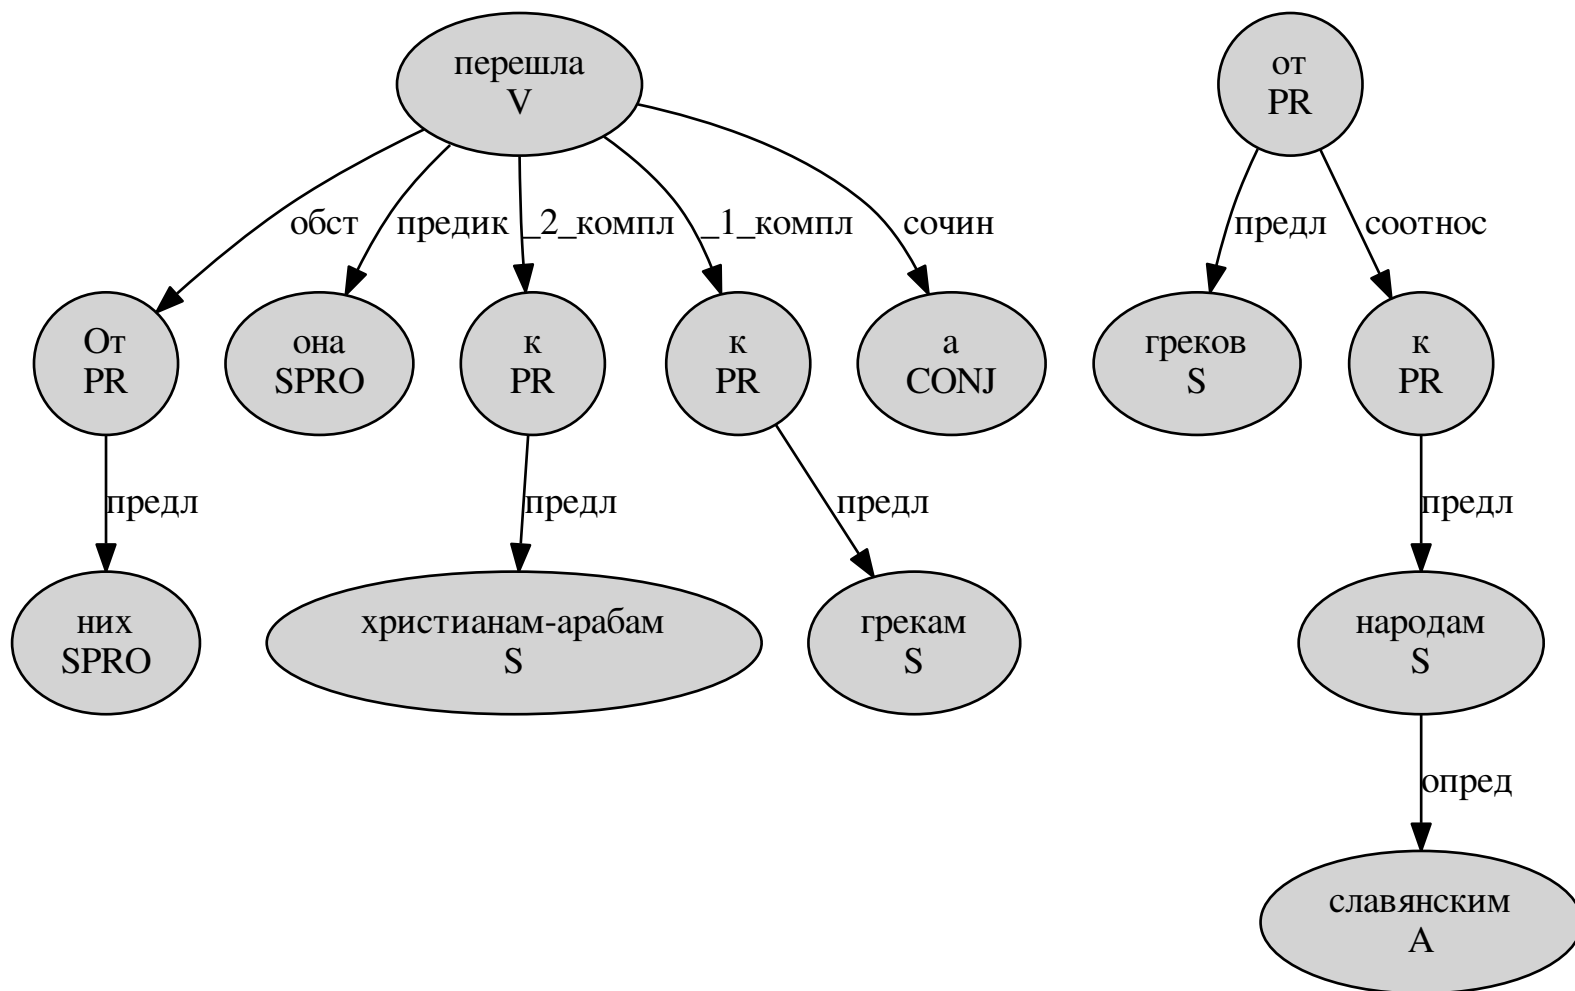 перешла
V
от
PR
обст
предик
_2_компл
_1_компл
сочин
предл
соотнос
От
PR
она
SPRO
к
PR
к
PR
а
CONJ
греков
S
к
PR
предл
предл
предл
предл
них
SPRO
христианам-арабам
S
грекам
S
народам
S
опред
славянским
A